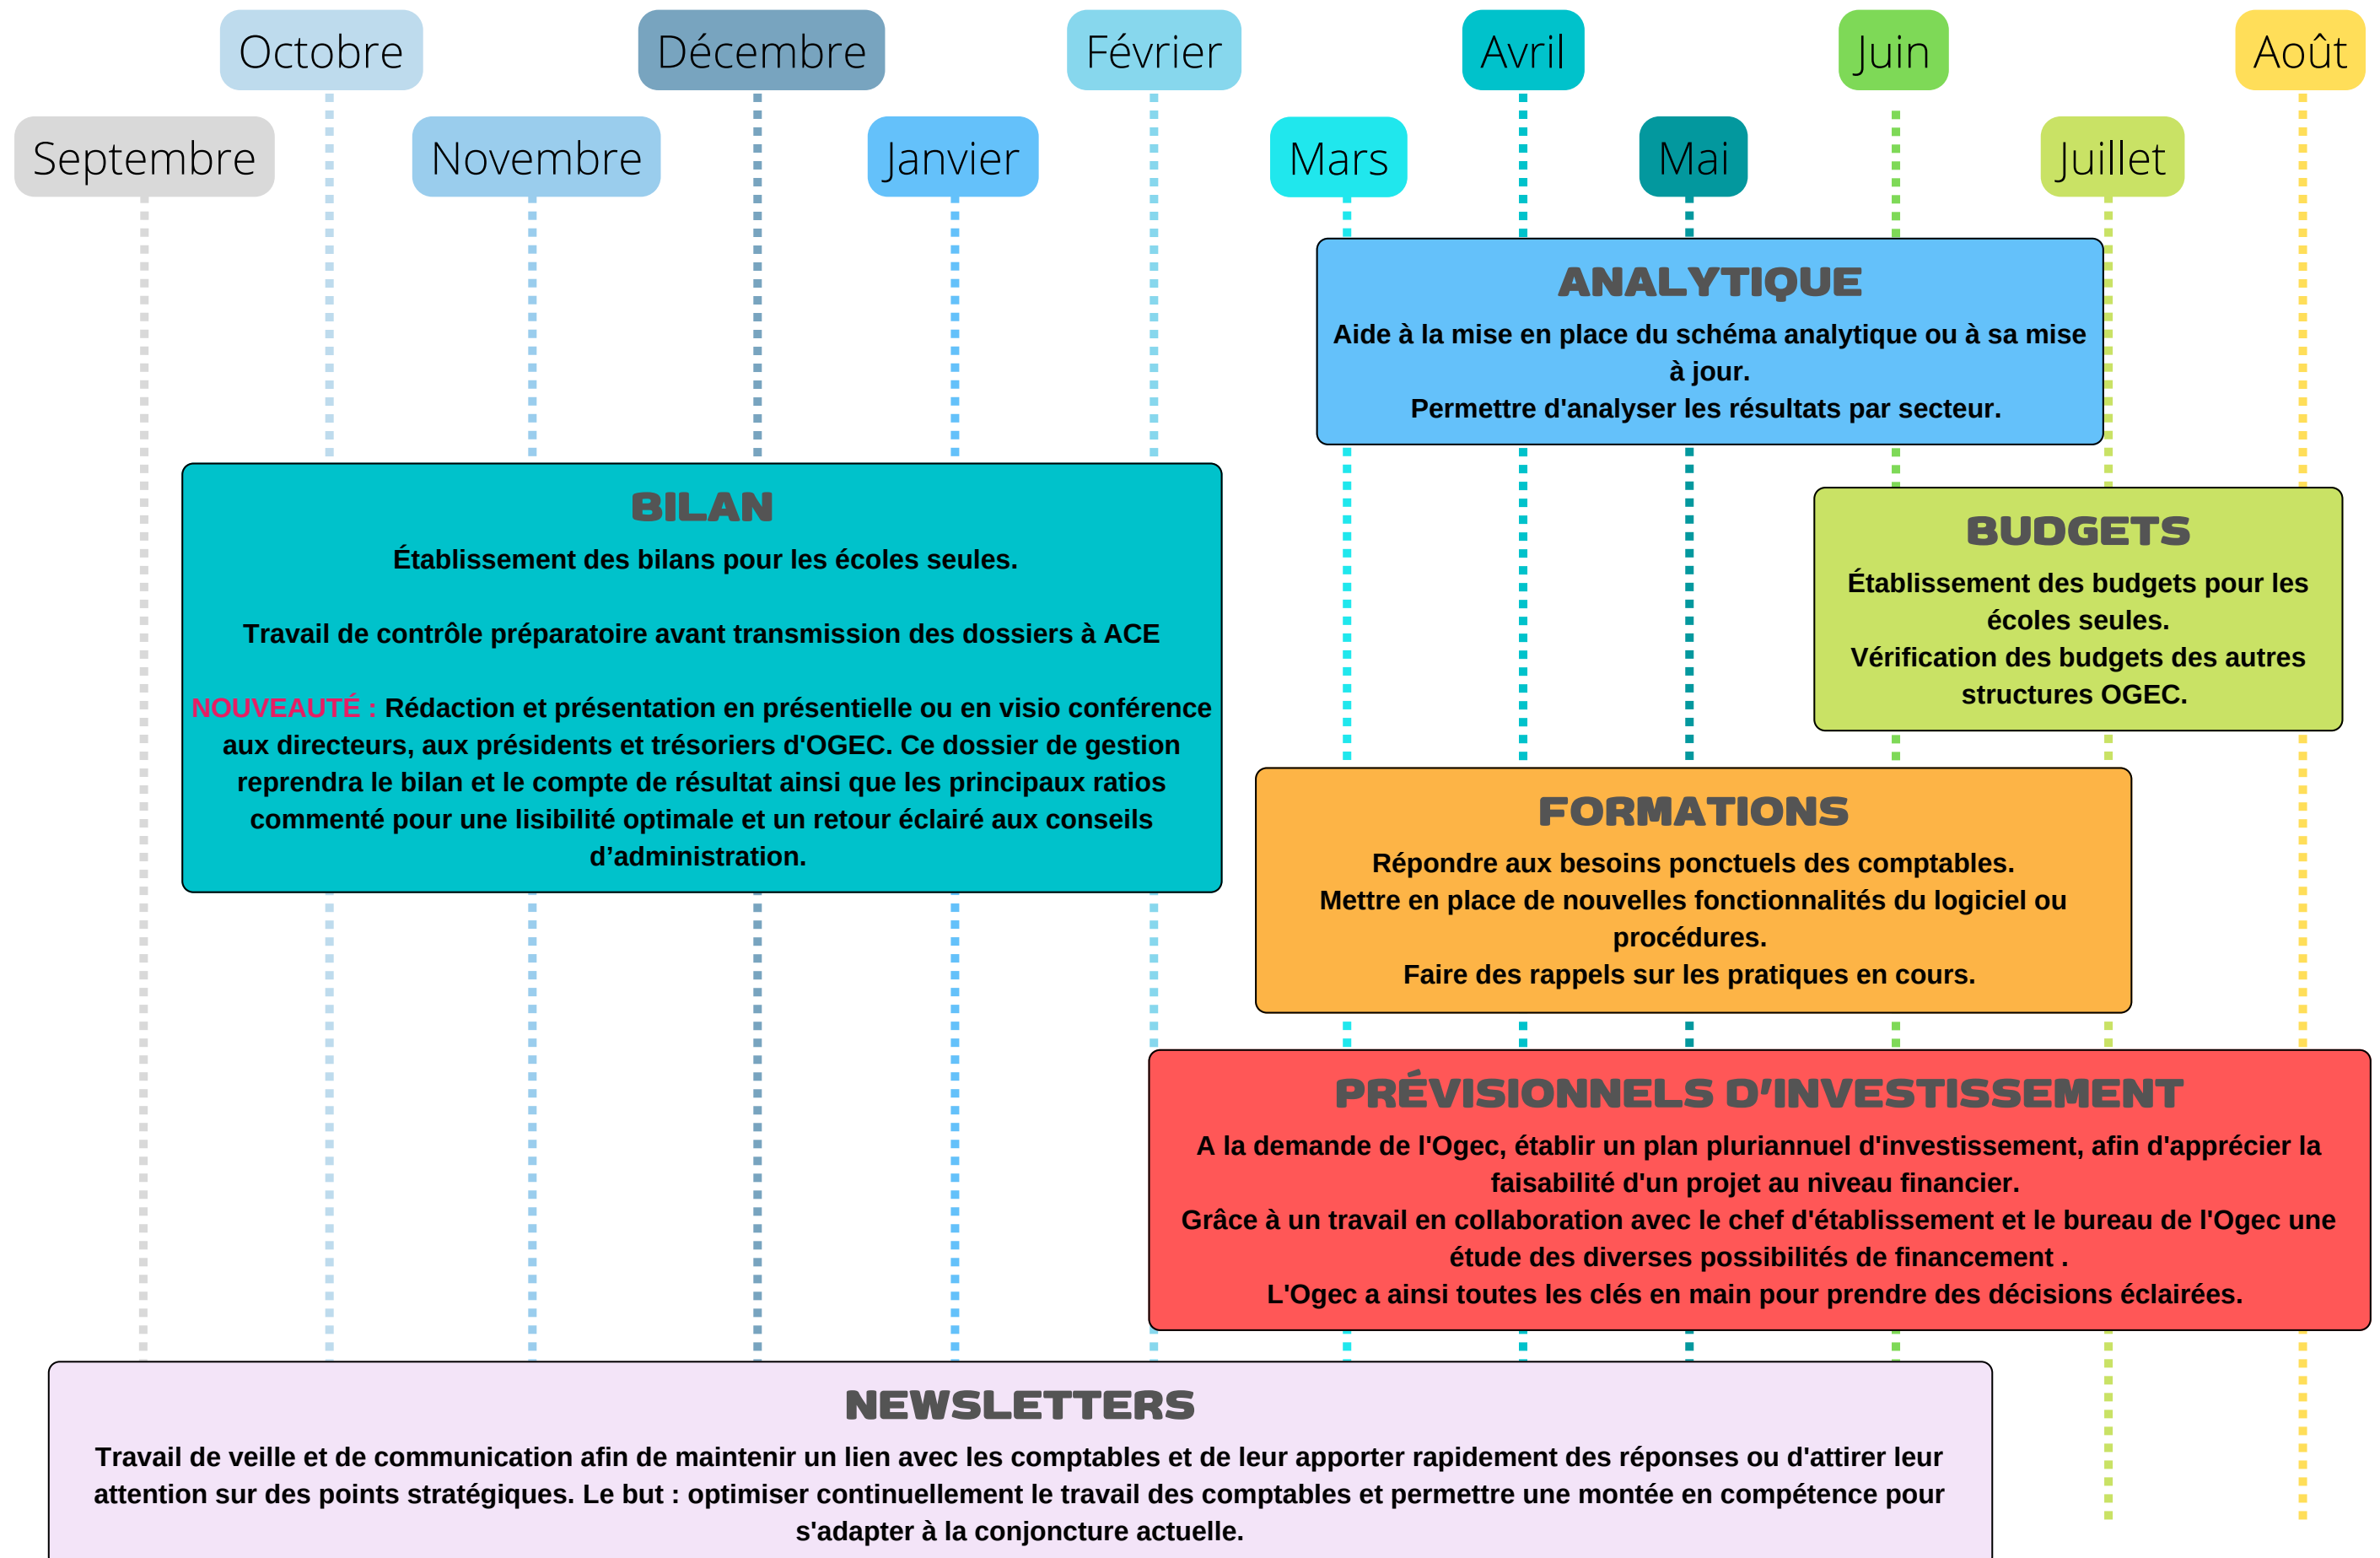 Octobre
Décembre
Février
Avril
Juin
Août
Septembre
Novembre
Janvier
Mars
Mai
Juillet
ANALYTIQUE
Aide à la mise en place du schéma analytique ou à sa mise
à jour.
Permettre d'analyser les résultats par secteur.
BILAN
Établissement des bilans pour les écoles seules.
Travail de contrôle préparatoire avant transmission des dossiers à ACE
NOUVEAUTÉ : Rédaction et présentation en présentielle ou en visio conférence
aux directeurs, aux présidents et trésoriers d'OGEC. Ce dossier de gestion
reprendra le bilan et le compte de résultat ainsi que les principaux ratios
commenté pour une lisibilité optimale et un retour éclairé aux conseils
d’administration.
BUDGETS
Établissement des budgets pour les
écoles seules.
Vérification des budgets des autres
structures OGEC.
FORMATIONS
Répondre aux besoins ponctuels des comptables.
Mettre en place de nouvelles fonctionnalités du logiciel ou
procédures.
Faire des rappels sur les pratiques en cours.
PRÉVISIONNELS D’INVESTISSEMENT
A la demande de l'Ogec, établir un plan pluriannuel d'investissement, afin d'apprécier la
faisabilité d'un projet au niveau financier.
Grâce à un travail en collaboration avec le chef d'établissement et le bureau de l'Ogec une
étude des diverses possibilités de financement .
L'Ogec a ainsi toutes les clés en main pour prendre des décisions éclairées.
NEWSLETTERS
Travail de veille et de communication afin de maintenir un lien avec les comptables et de leur apporter rapidement des réponses ou d'attirer leur
attention sur des points stratégiques. Le but : optimiser continuellement le travail des comptables et permettre une montée en compétence pour
s'adapter à la conjoncture actuelle.